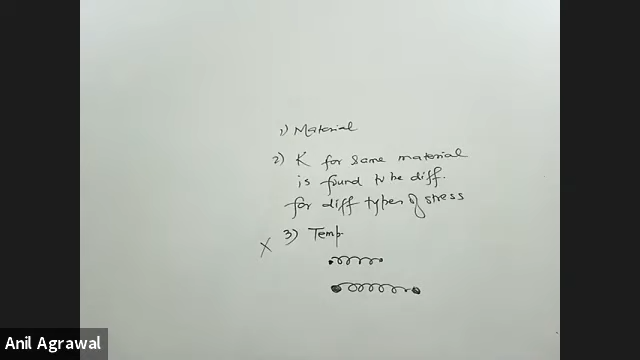 1) Material
2) K for same material
is found to be diff.
for diff types of stress
X 3) Temp
Anil Agrawal